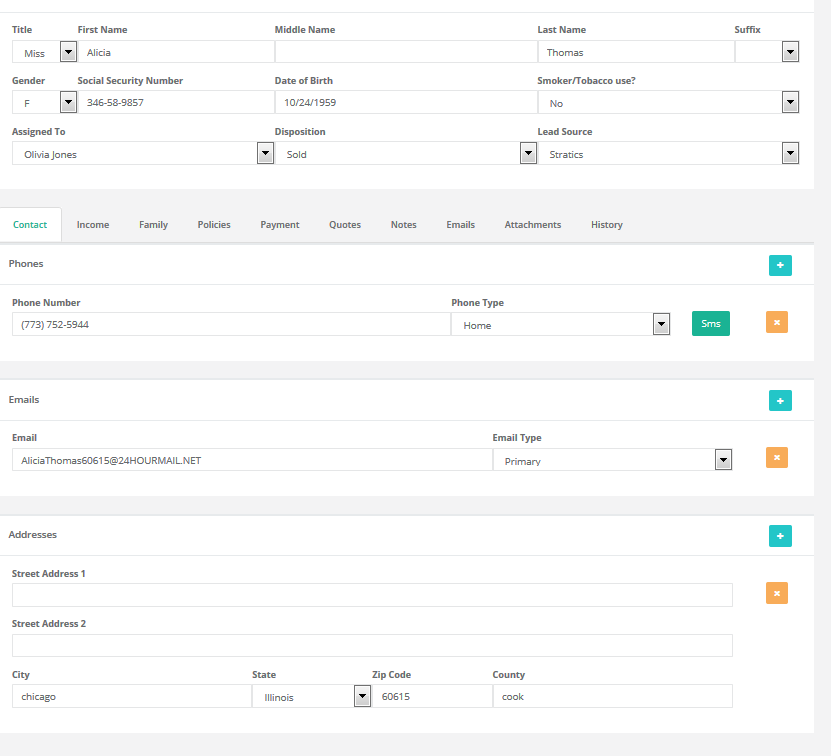 Title First Name Middle Name Last Name Suffix
Miss Alicia Thomas
Gender Social Security Number Date of Birth Smoker/Tobacco use?
F 346-58-9857 10/24/1959 No
Assigned To Disposition Lead Source
Olivia Jones Sold Stratics
Contact Income Family Policies Payment Quotes Notes Emails Attachments History
Phones +
Phone Number Phone Type
(773) 752-5944 Home Sms ×
Emails +
Email Email Type
AliciaThomas60615@24HOURMAIL.NET Primary ×
Addresses +
Street Address 1
×
Street Address 2
City State Zip Code County
chicago Illinois 60615 cook